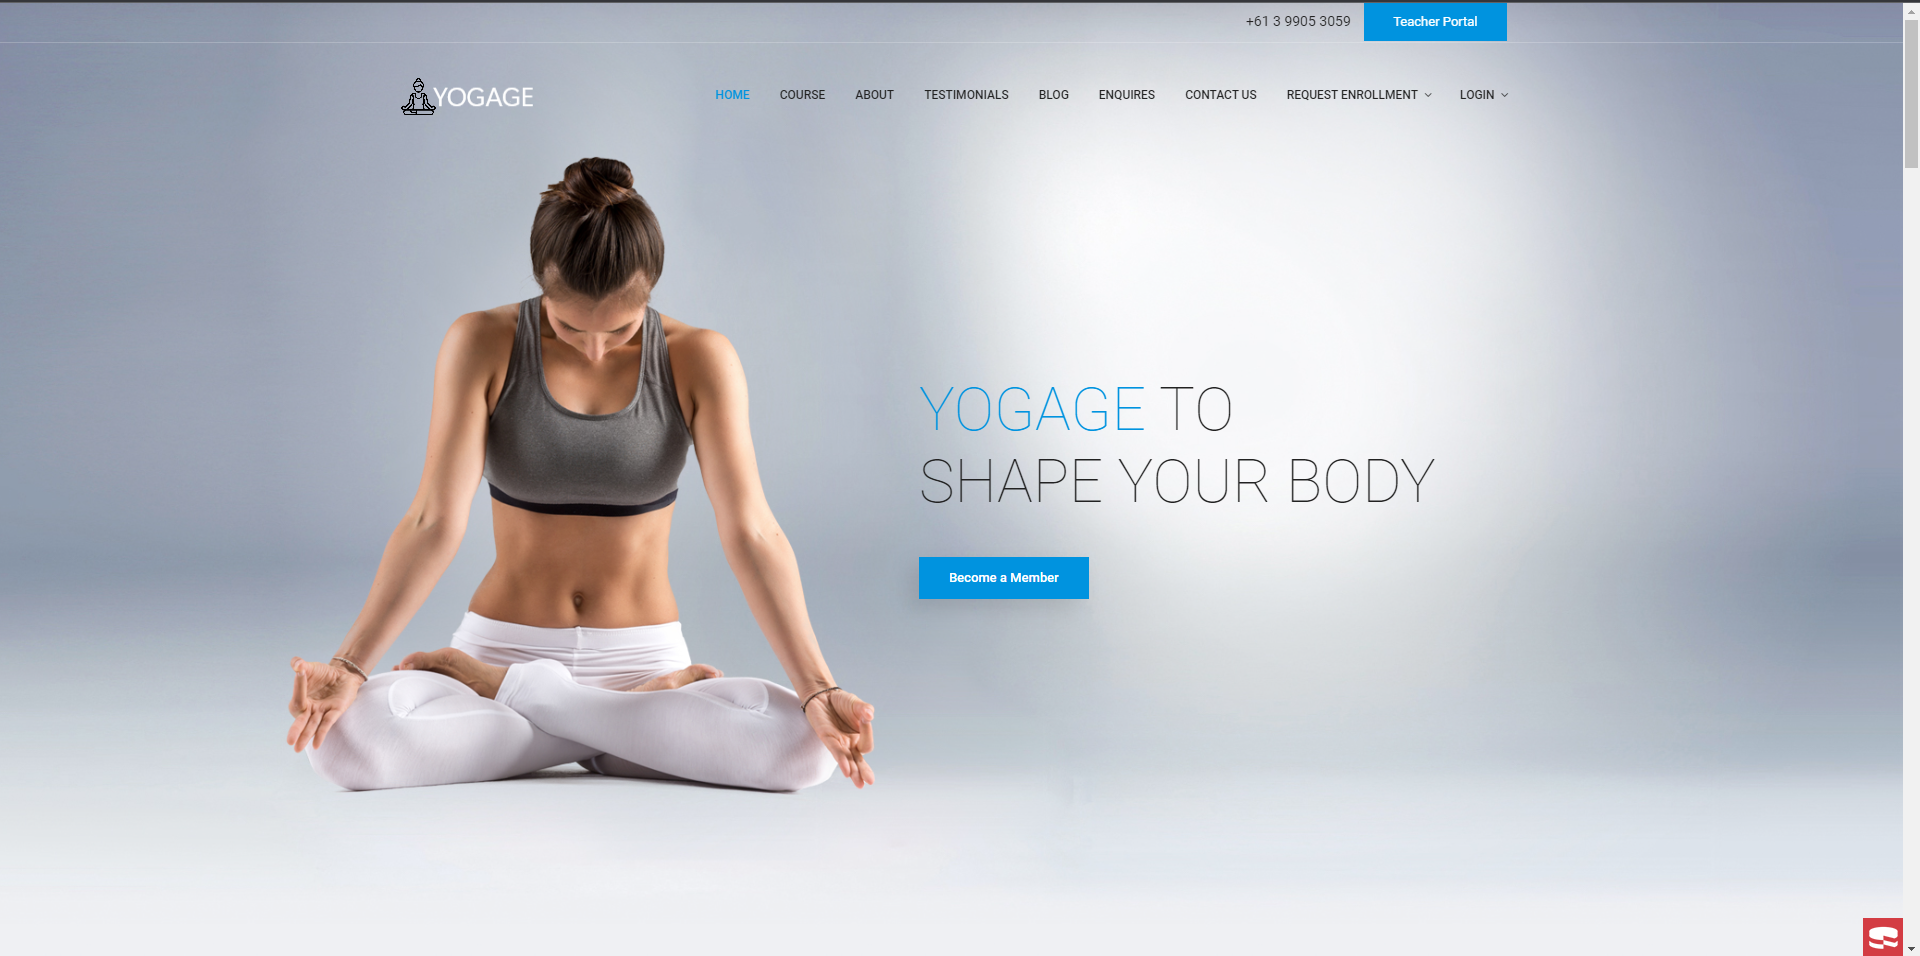 +61 3 9905 3059 Teacher Portal
YOGAGE HOME COURSE ABOUT TESTIMONIALS BLOG ENQUIRES CONTACT US REQUEST ENROLLMENT LOGIN
YOGAGE TO
SHAPE YOUR BODY
Become a Member